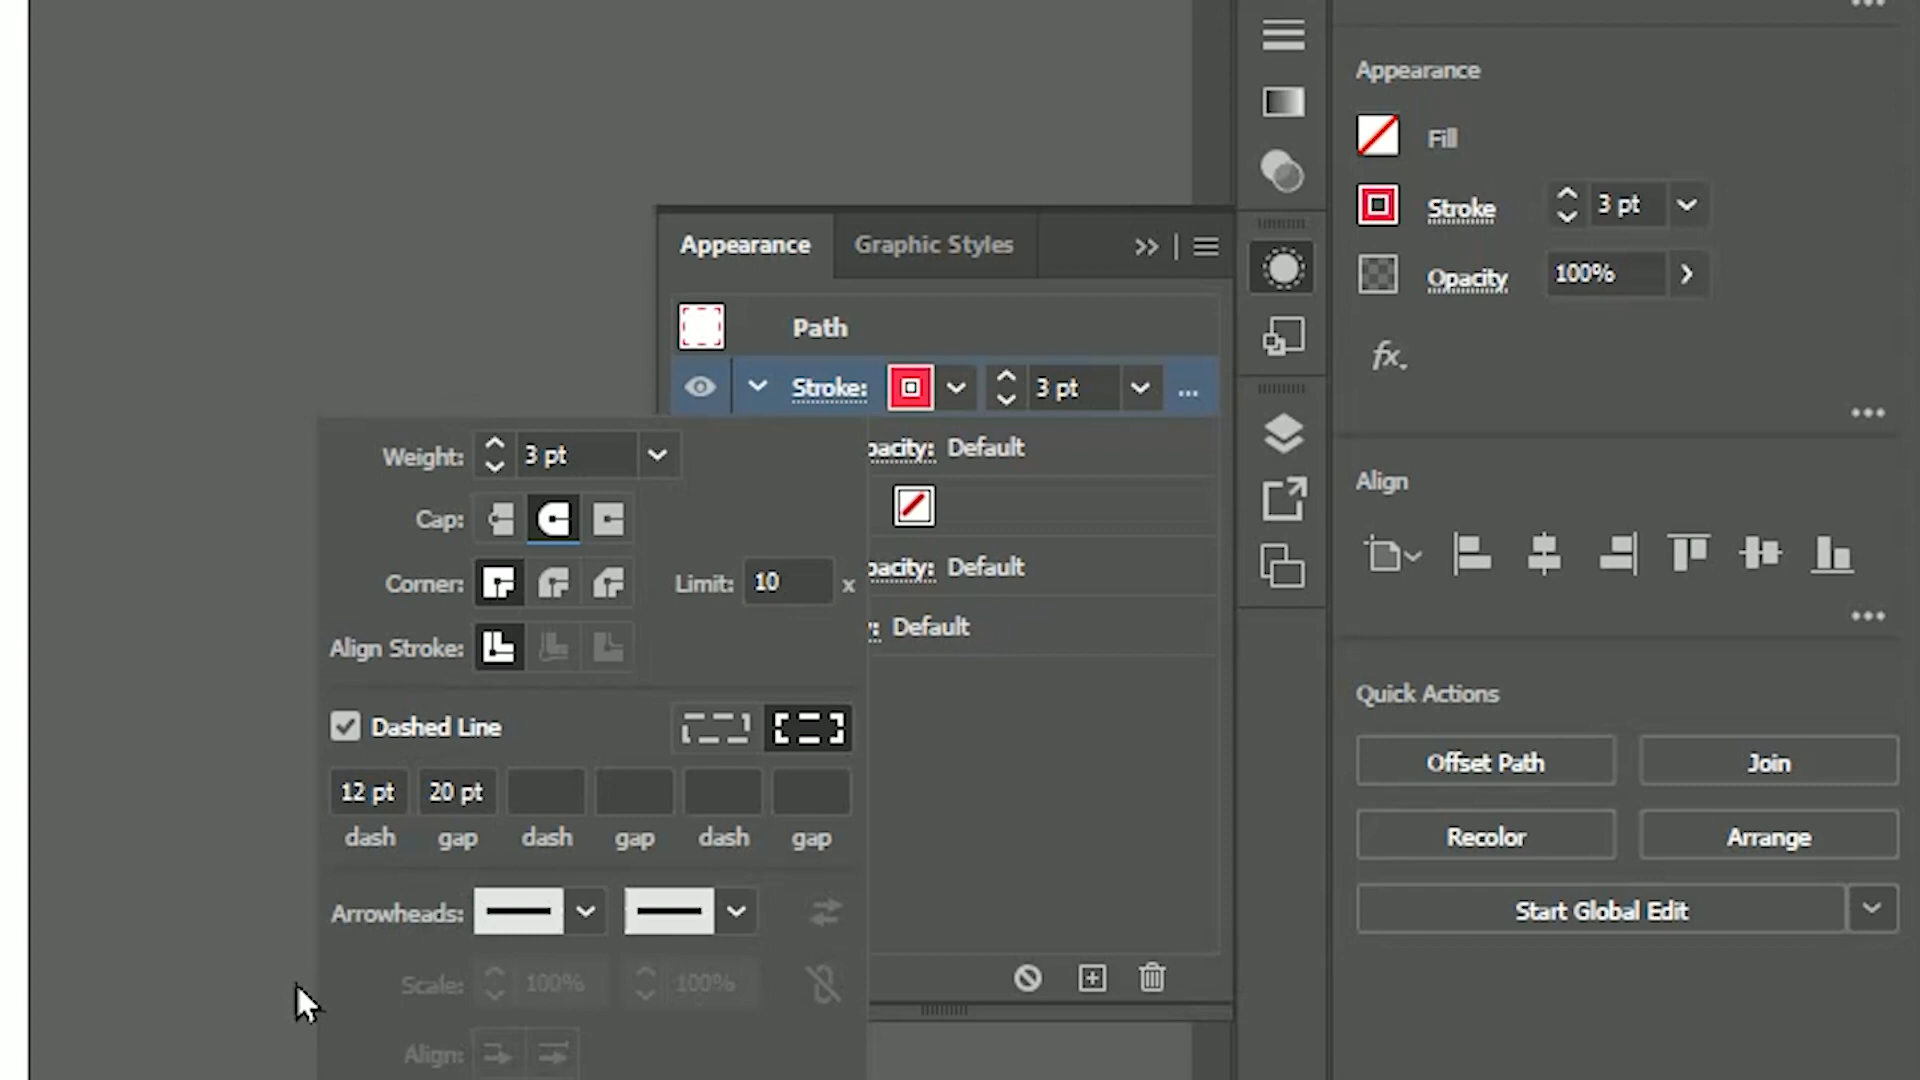 Appearance
Fill
Stroke 3 pt
Opacity 100%
fx.
Appearance Graphic Styles
Path
Stroke: 3 pt ...
pacity: Default
pacity: Default
y: Default
Weight: 3 pt
Cap:
Corner: Limit: 10 x
Align Stroke:
Dashed Line
12 pt 20 pt
dash gap dash gap dash gap
Arrowheads:
Scale: 100% 100%
Align:
Align
Quick Actions
Offset Path Join
Recolor Arrange
Start Global Edit